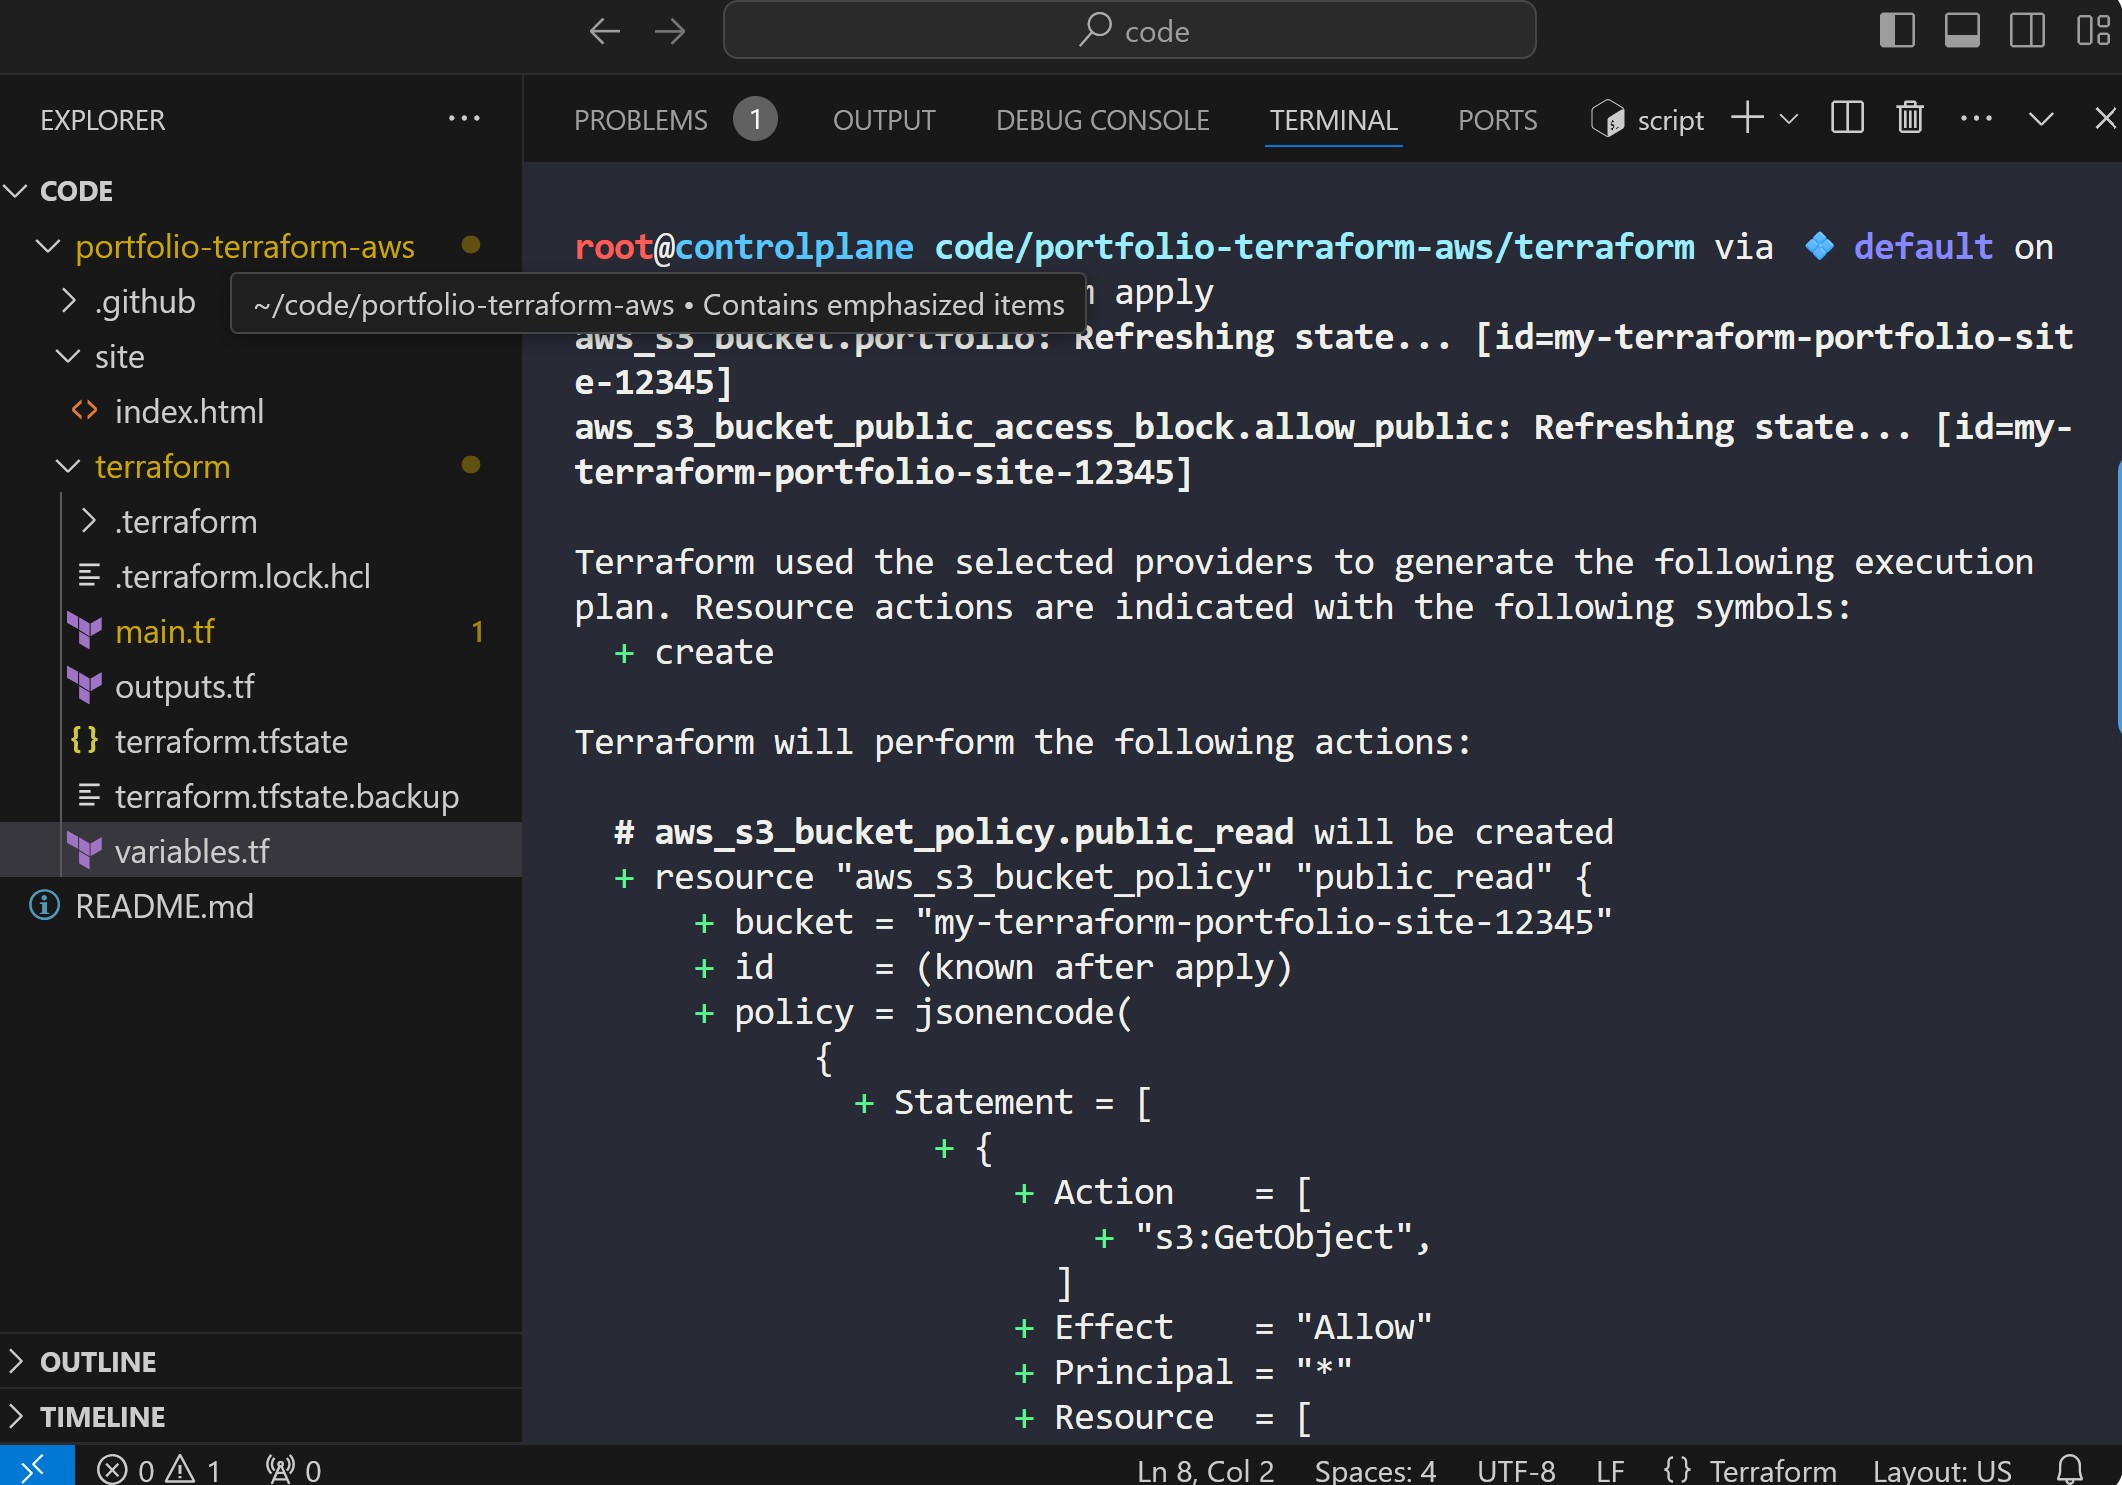 code
EXPLORER
CODE
portfolio-terraform-aws
.github
~/code/portfolio-terraform-aws • Contains emphasized items
site
index.html
terraform
.terraform
.terraform.lock.hcl
main.tf 1
outputs.tf
terraform.tfstate
terraform.tfstate.backup
variables.tf
README.md
OUTLINE
TIMELINE
PROBLEMS 1 OUTPUT DEBUG CONSOLE TERMINAL PORTS script
root@controlplane code/portfolio-terraform-aws/terraform via default on
apply
aws_s3_bucket.portfolio: Refreshing state... [id=my-terraform-portfolio-sit
e-12345]
aws_s3_bucket_public_access_block.allow_public: Refreshing state... [id=my-
terraform-portfolio-site-12345]
Terraform used the selected providers to generate the following execution
plan. Resource actions are indicated with the following symbols:
+ create
Terraform will perform the following actions:
# aws_s3_bucket_policy.public_read will be created
+ resource "aws_s3_bucket_policy" "public_read" {
+ bucket = "my-terraform-portfolio-site-12345"
+ id     = (known after apply)
+ policy = jsonencode(
{
+ Statement = [
+ {
+ Action    = [
+ "s3:GetObject",
]
+ Effect    = "Allow"
+ Principal = "*"
+ Resource  = [
0 1 0 Ln 8, Col 2 Spaces: 4 UTF-8 LF {} Terraform Layout: US